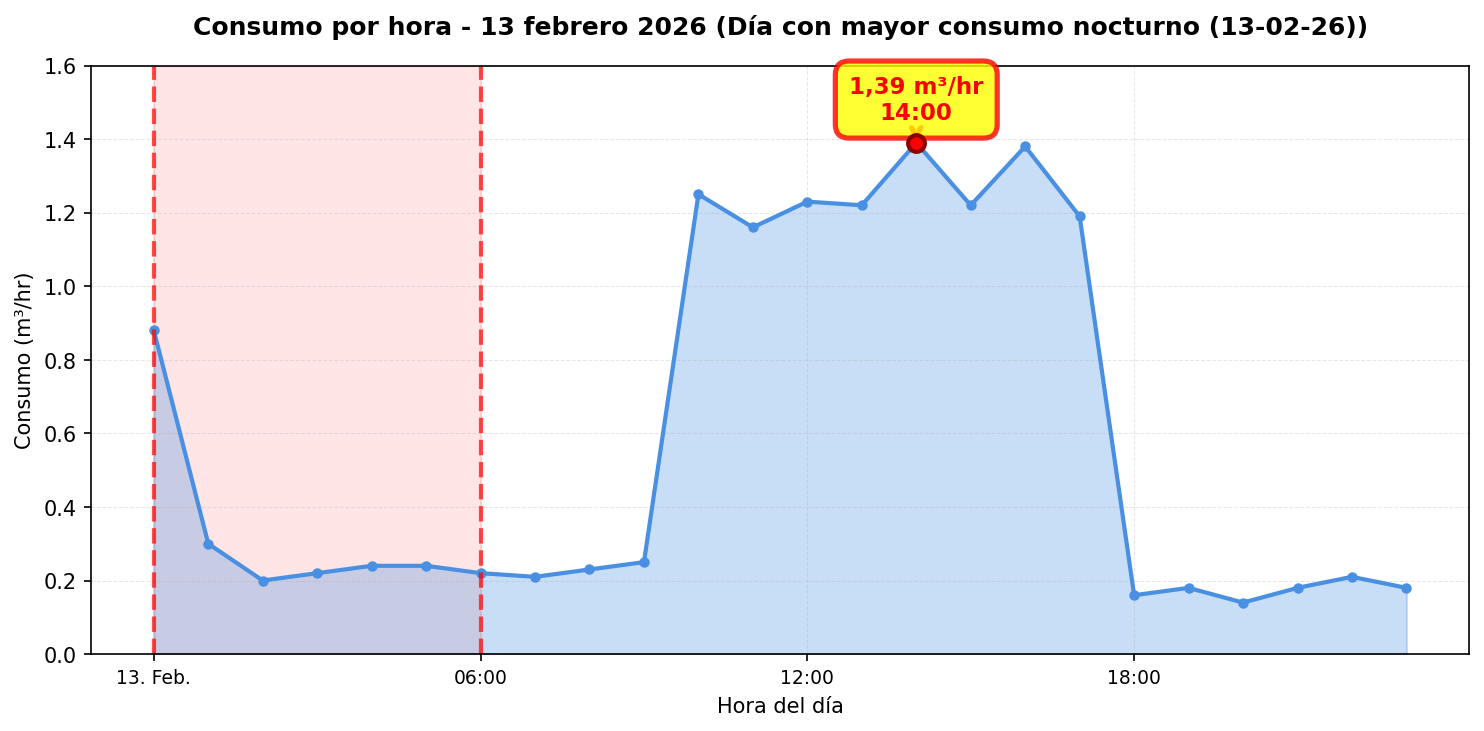 Consumo por hora - 13 febrero 2026 (Día con mayor consumo nocturno (13-02-26))
1,39 m³/hr
14:00
Consumo (m³/hr)
1.6
1.4
1.2
1.0
0.8
0.6
0.4
0.2
0.0
13. Feb.
06:00
12:00
18:00
Hora del día